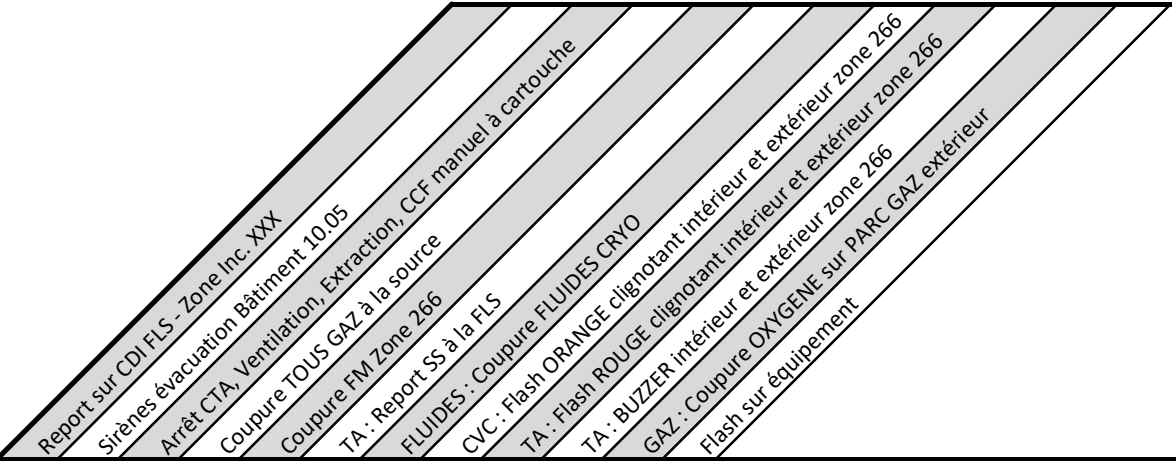 Report sur CDI FLS - Zone Inc. XXX
Sirènes évacuation Bâtiment 10.05
Arrêt CTA, Ventilation, Extraction, CCF manuel à cartouche
Coupure TOUS GAZ à la source
Coupure FM Zone 266
TA : Report SS à la FLS
FLUIDES : Coupure FLUIDES CRYO
CVC : Flash ORANGE clignotant intérieur et extérieur zone 266
TA : Flash ROUGE clignotant intérieur et extérieur zone 266
TA : BUZZER intérieur et extérieur zone 266
GAZ : Coupure OXYGENE sur PARC GAZ extérieur
Flash sur équipement